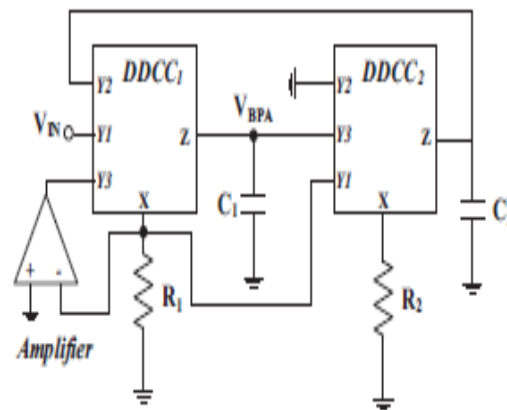 DDCC1
DDCC2
Y2
Y2
VIN
Y1
Z
VBPA
Y3
Z
Y3
Y1
X
C1
X
C
+ -
R1
R2
Amplifier